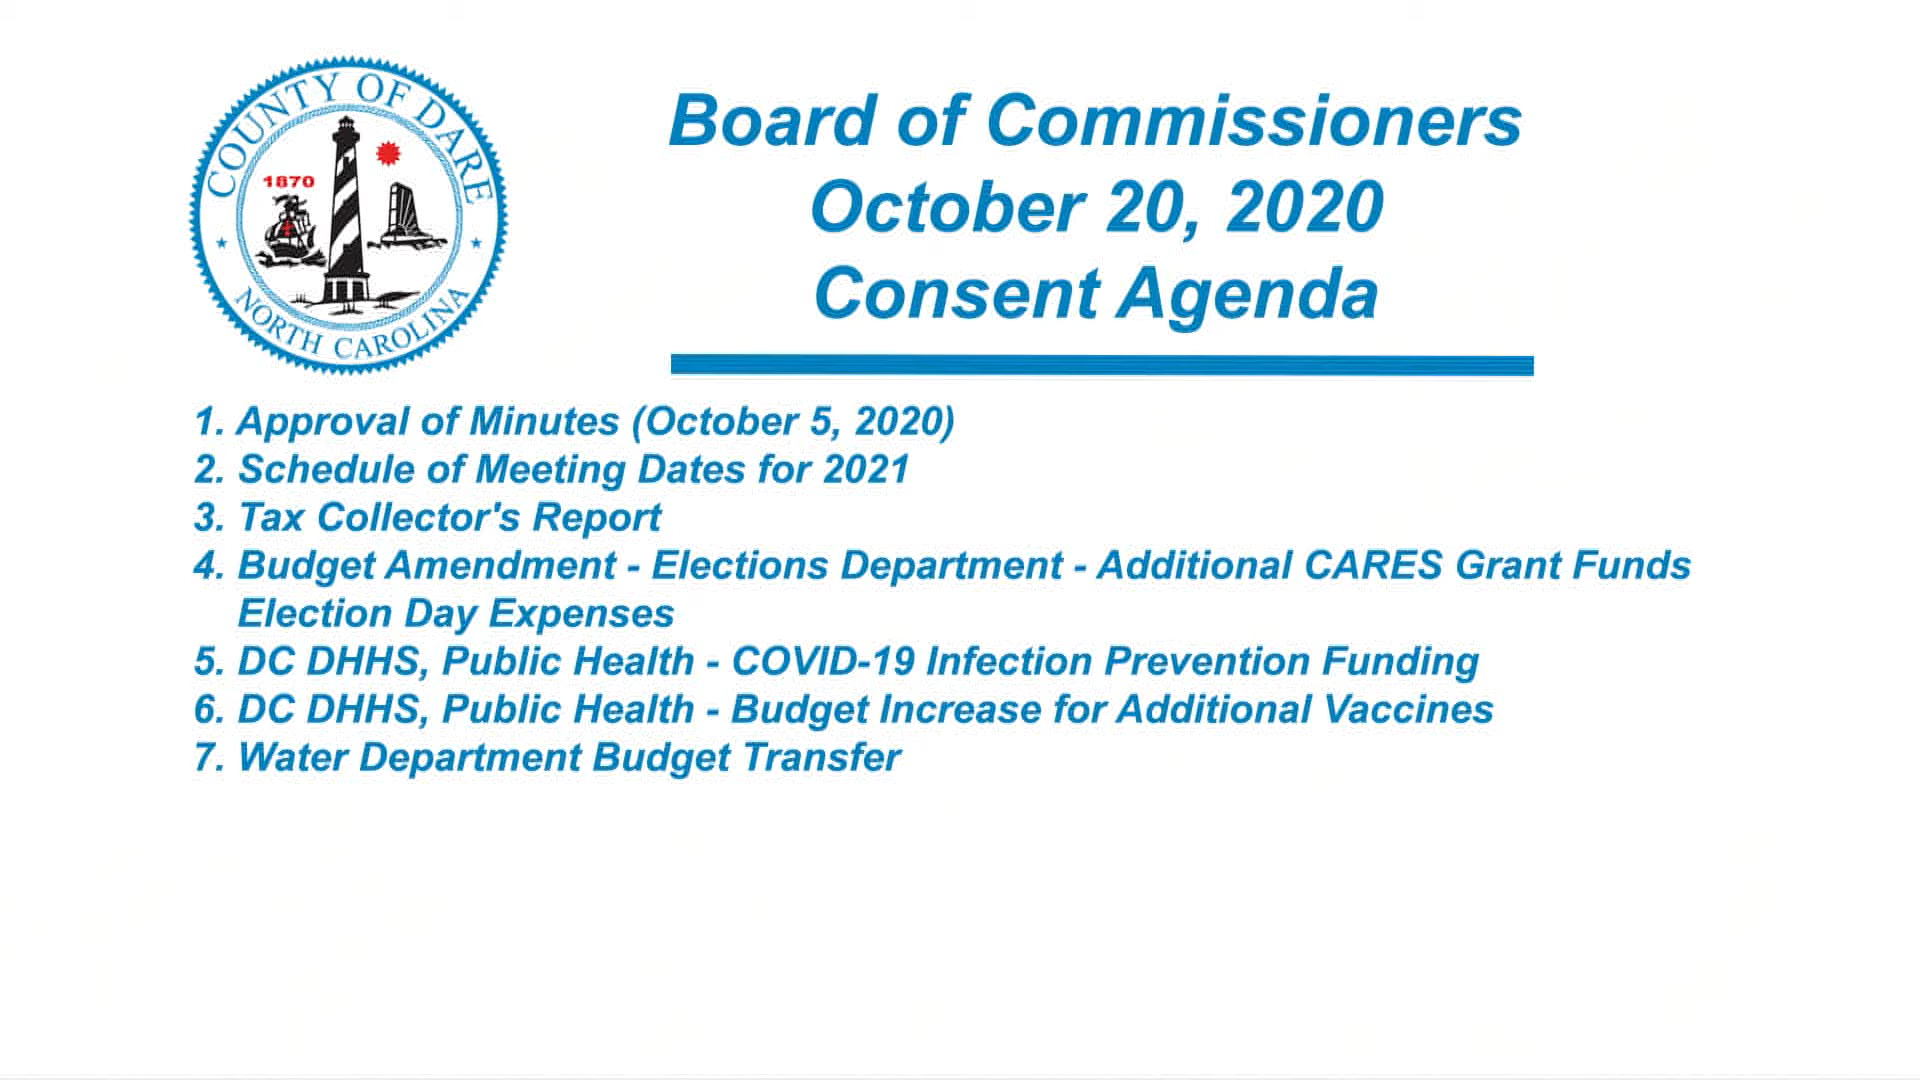 COUNTY OF DARE
1870
NORTH CAROLINA
Board of Commissioners
October 20, 2020
Consent Agenda
1. Approval of Minutes (October 5, 2020)
2. Schedule of Meeting Dates for 2021
3. Tax Collector's Report
4. Budget Amendment - Elections Department - Additional CARES Grant Funds
Election Day Expenses
5. DC DHHS, Public Health - COVID-19 Infection Prevention Funding
6. DC DHHS, Public Health - Budget Increase for Additional Vaccines
7. Water Department Budget Transfer